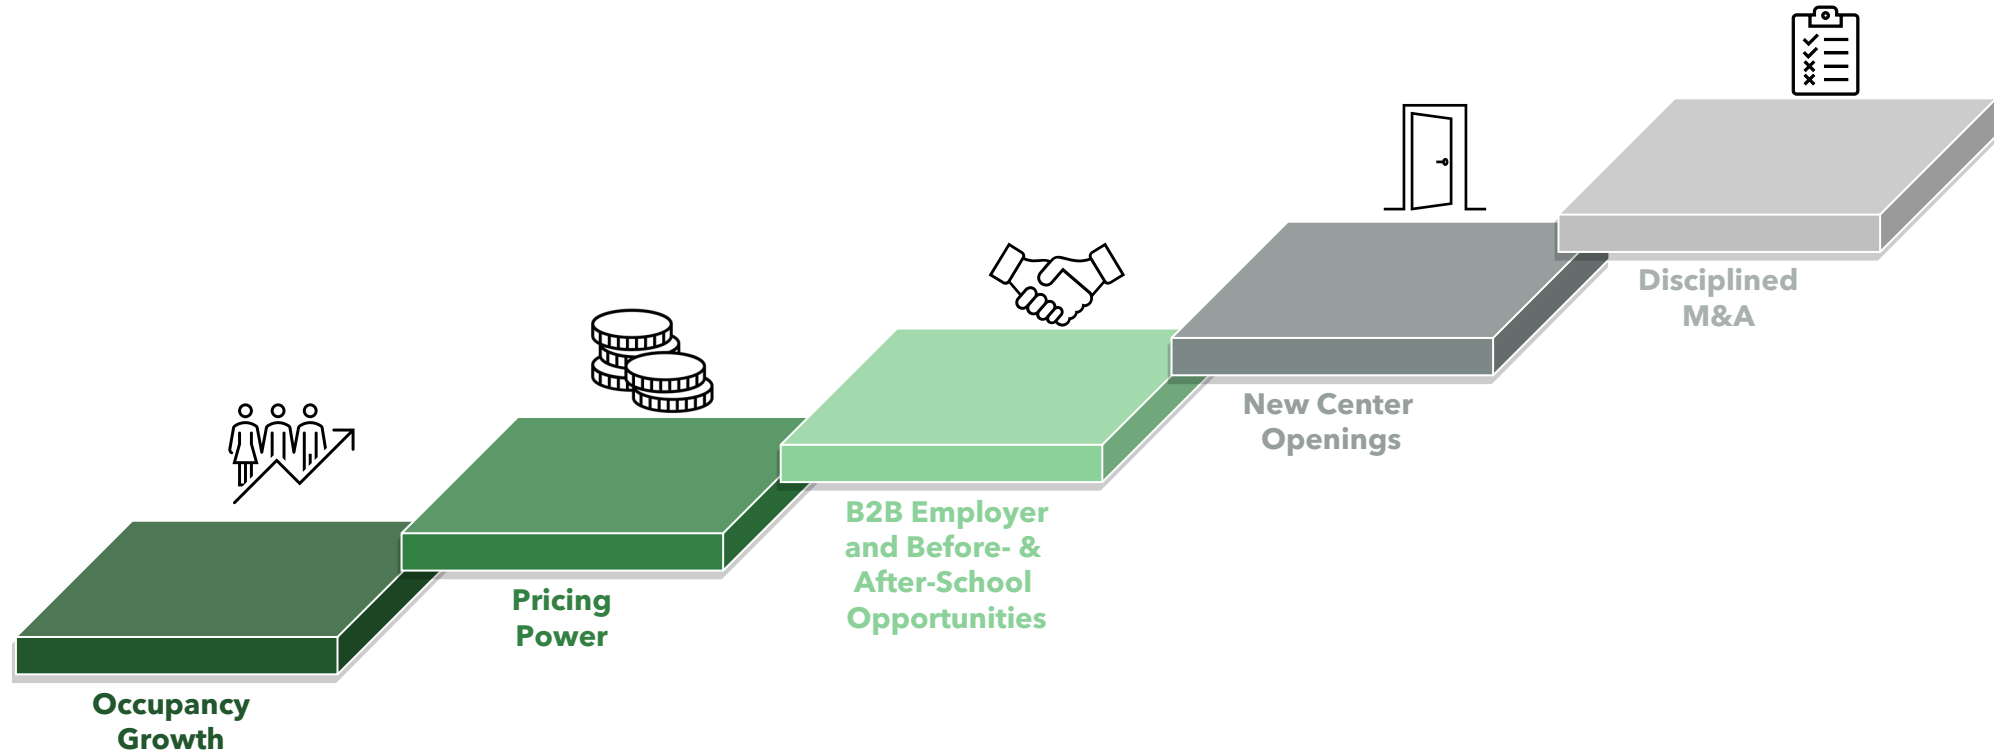 Occupancy
Growth
Pricing
Power
B2B Employer
and Before- &
After-School
Opportunities
New Center
Openings
Disciplined
M&A